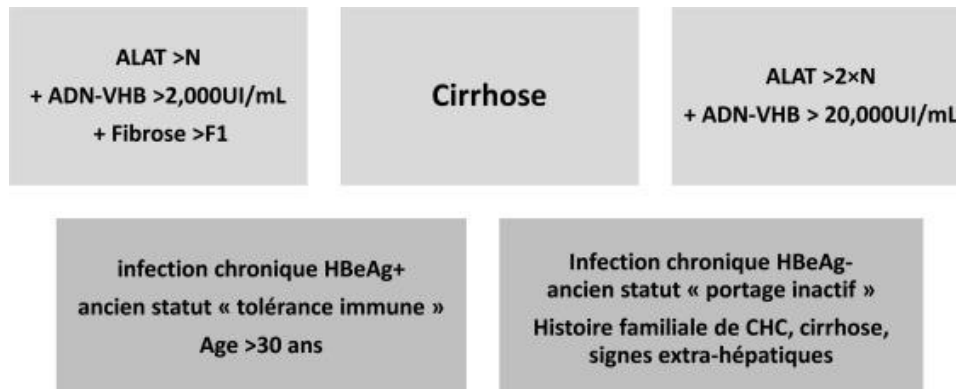 ALAT >N
+ ADN-VHB >2,000UI/mL
+ Fibrose >F1
Cirrhose
ALAT >2×N
+ ADN-VHB > 20,000UI/mL
infection chronique HBeAg+
ancien statut « tolérance immune »
Age >30 ans
Infection chronique HBeAg-
ancien statut « portage inactif »
Histoire familiale de CHC, cirrhose,
signes extra-hépatiques